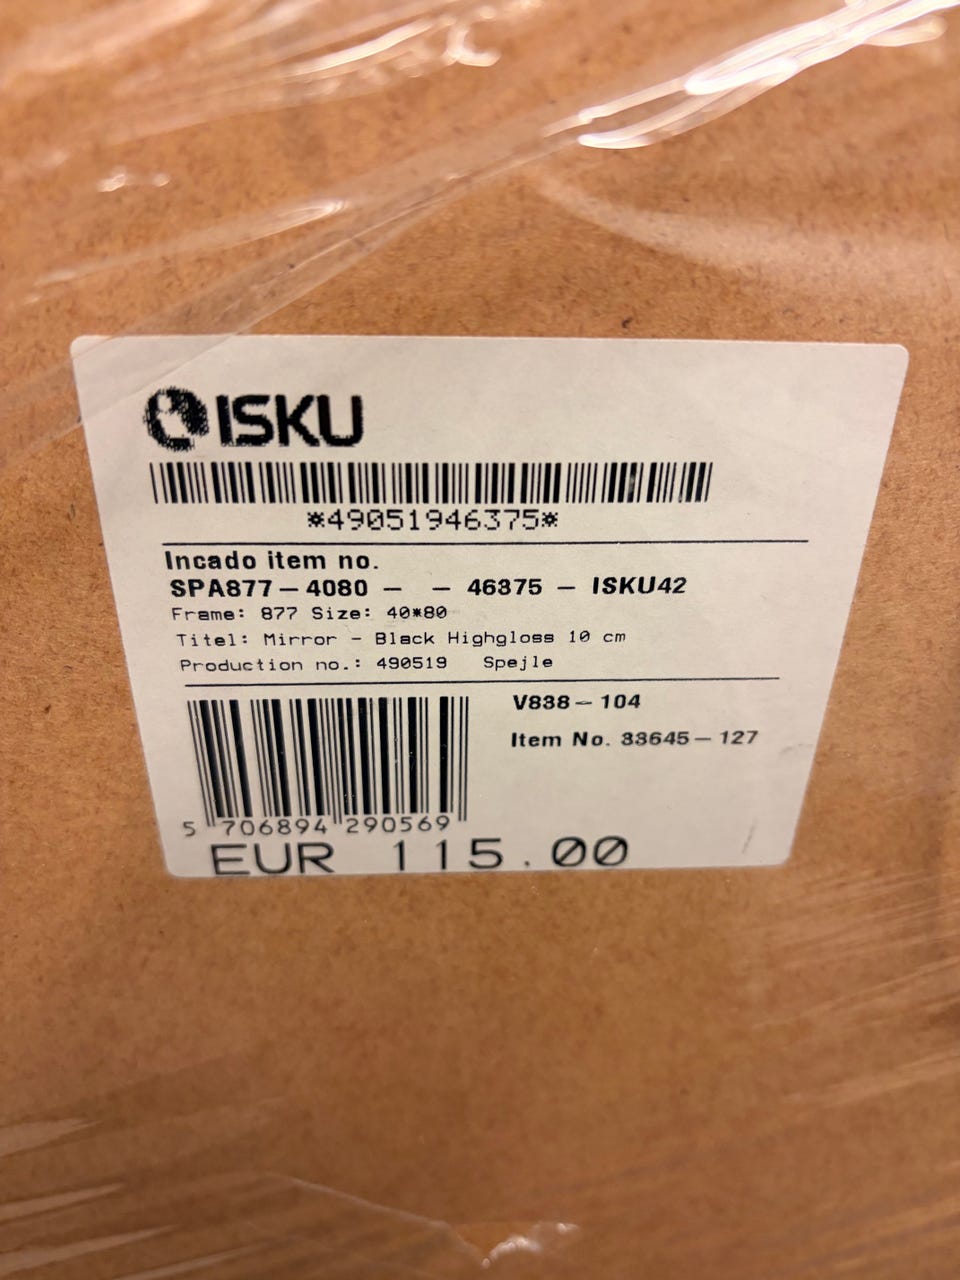 ISKU
*49051946375*
Incado item no.
SPA877-4080 - - 46375 - ISKU42
Frame: 877 Size: 40*80
Titel: Mirror - Black Highgloss 10 cm
Production no.: 490519 Spejle
V838-104
Item No. 33645-127
5 706894 290569
EUR 115.00